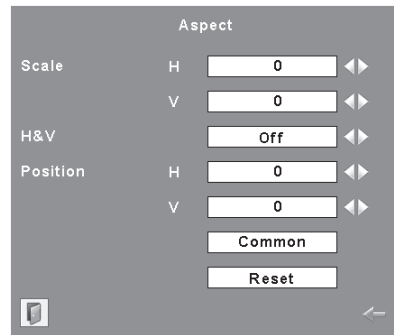 Aspect
Scale H 0
V 0
H&V Off
Position H 0
V 0
Common
Reset